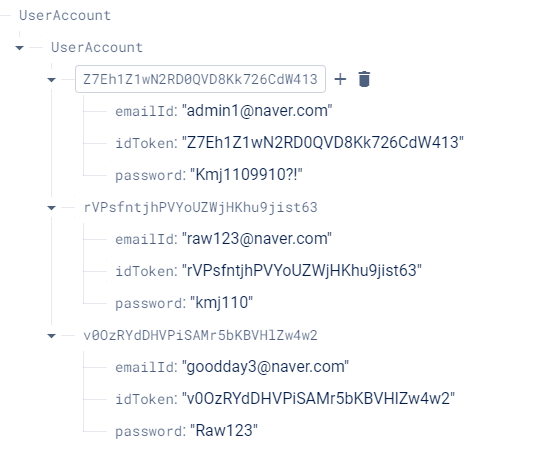 UserAccount
UserAccount
Z7Eh1Z1wN2RD0QVD8Kk726CdW413
emailId: "admin1@naver.com"
idToken: "Z7Eh1Z1wN2RD0QVD8Kk726CdW413"
password: "Kmj1109910?!"
rVPsfntjhPVYoUZWjHKhu9jist63
emailId: "raw123@naver.com"
idToken: "rVPsfntjhPVYoUZWjHKhu9jist63"
password: "kmj110"
v0OzRYdDHVPiSAMr5bKBVHlZw4w2
emailId: "goodday3@naver.com"
idToken: "v0OzRYdDHVPiSAMr5bKBVHlZw4w2"
password: "Raw123"